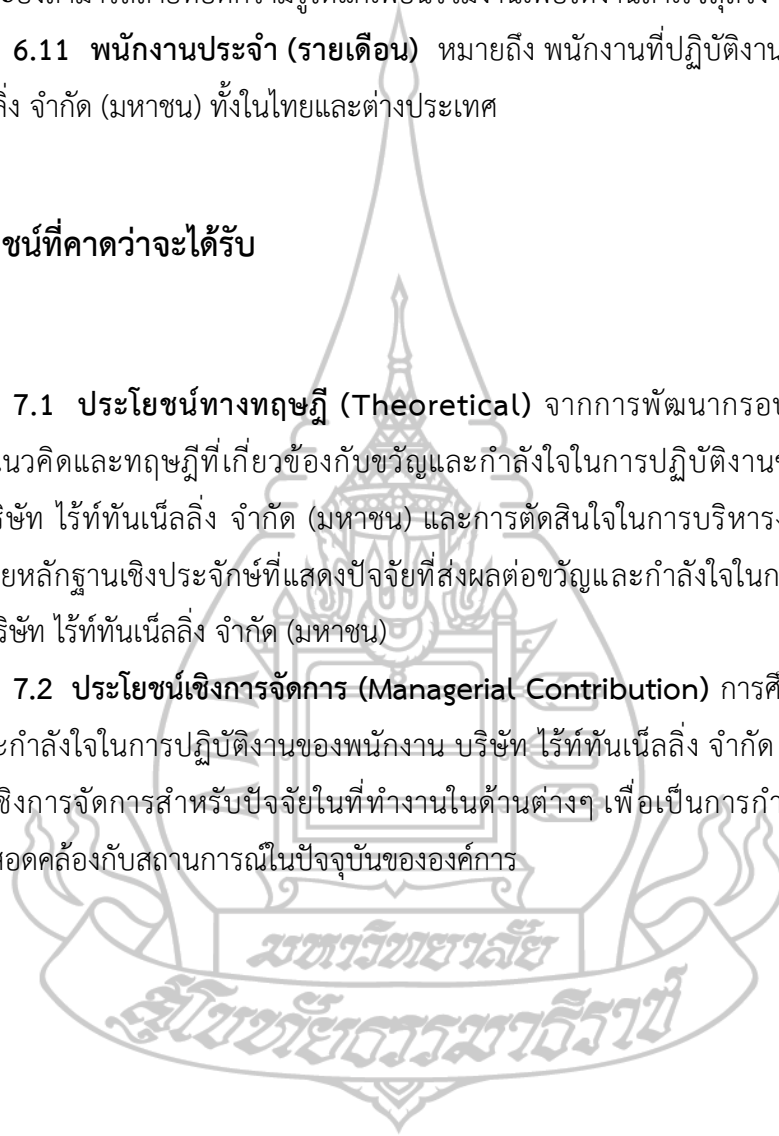 6.11 พนักงานประจำ (รายเดือน) หมายถึง พนักงานที่ปฏิบัติงาน
ลิ่ง จำกัด (มหาชน) ทั้งในไทยและต่างประเทศ
ชน์ที่คาดว่าจะได้รับ
7.1 ประโยชน์ทางทฤษฎี (Theoretical) จากการพัฒนากรอบ
นวคิดและทฤษฎีที่เกี่ยวข้องกับขวัญและกำลังใจในการปฏิบัติงาน
ริษัท ไร้ท์ทันเน็ลลิ่ง จำกัด (มหาชน) และการตัดสินใจในการบริหาร
ยหลักฐานเชิงประจักษ์ที่แสดงปัจจัยที่ส่งผลต่อขวัญและกำลังใจใน
ริษัท ไร้ท์ทันเน็ลลิ่ง จำกัด (มหาชน)
7.2 ประโยชน์เชิงการจัดการ (Managerial Contribution) การศึ
ะกำลังใจในการปฏิบัติงานของพนักงาน บริษัท ไร้ท์ทันเน็ลลิ่ง จำกัด
ชิงการจัดการสำหรับปัจจัยในที่ทำงานในด้านต่างๆ เพื่อเป็นการกำ
สอดคล้องกับสถานการณ์ในปัจจุบันขององค์การ
มหาวิทยาลัย
สุโขทัยธรรมาธิราช